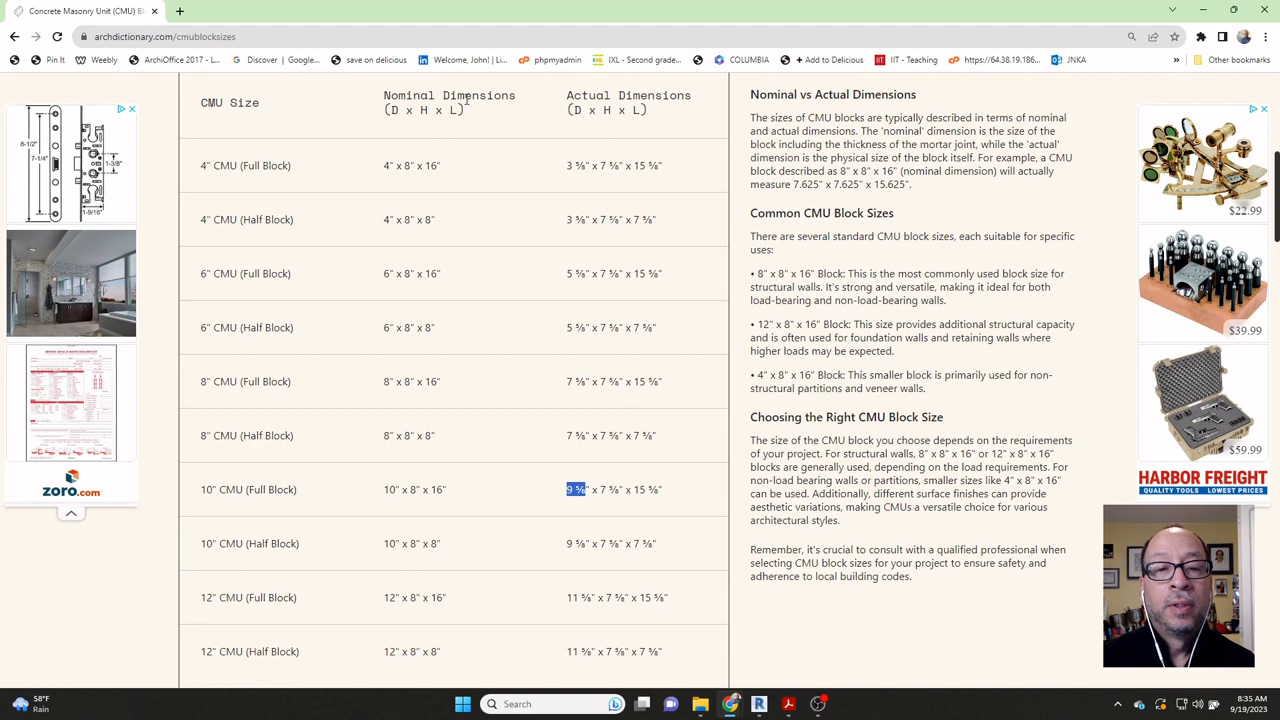 Concrete Masonry Unit (CMU) Bl
archdictionary.com/cmublocksizes
Pin It
Weebly
ArchiOffice 2017 - L...
Discover | Google...
save on delicious
Welcome, John! | Li...
phpmyadmin
IXL - Second grade...
COLUMBIA
+ Add to Delicious
IIT - Teaching
http://64.38.19.186...
JNKA
»
Other bookmarks
CMU Size
Nominal Dimensions
(D x H x L)
Actual Dimensions
(D x H x L)
4" CMU (Full Block)
4" x 8" x 16"
3 ⅝" x 7 ⅝" x 15 ⅝"
4" CMU (Half Block)
4" x 8" x 8"
3 ⅝" x 7 ⅝" x 7 ⅝"
6" CMU (Full Block)
6" x 8" x 16"
5 ⅝" x 7 ⅝" x 15 ⅝"
6" CMU (Half Block)
6" x 8" x 8"
5 ⅝" x 7 ⅝" x 7 ⅝"
8" CMU (Full Block)
8" x 8" x 16"
7 ⅝" x 7 ⅝" x 15 ⅝"
8" CMU (Half Block)
8" x 8" x 8"
7 ⅝" x 7 ⅝" x 7 ⅝"
10" CMU (Full Block)
10" x 8" x 16"
9 ⅝" x 7 ⅝" x 15 ⅝"
10" CMU (Half Block)
10" x 8" x 8"
9 ⅝" x 7 ⅝" x 7 ⅝"
12" CMU (Full Block)
12" x 8" x 16"
11 ⅝" x 7 ⅝" x 15 ⅝"
12" CMU (Half Block)
12" x 8" x 8"
11 ⅝" x 7 ⅝" x 7 ⅝"
Nominal vs Actual Dimensions
The sizes of CMU blocks are typically described in terms of nominal
and actual dimensions. The 'nominal' dimension is the size of the
block including the thickness of the mortar joint, while the 'actual'
dimension is the physical size of the block itself. For example, a CMU
block described as 8" x 8" x 16" (nominal dimension) will actually
measure 7.625" x 7.625" x 15.625".
Common CMU Block Sizes
There are several standard CMU block sizes, each suitable for specific
uses:
• 8" x 8" x 16" Block: This is the most commonly used block size for
structural walls. It's strong and versatile, making it ideal for both
load-bearing and non-load-bearing walls.
• 12" x 8" x 16" Block: This size provides additional structural capacity
and is often used for foundation walls and retaining walls where
higher loads may be expected.
• 4" x 8" x 16" Block: This smaller block is primarily used for non-
structural partitions and veneer walls.
Choosing the Right CMU Block Size
The size of the CMU block you choose depends on the requirements
of your project. For structural walls, 8" x 8" x 16" or 12" x 8" x 16"
blocks are generally used, depending on the load requirements. For
non-load bearing walls or partitions, smaller sizes like 4" x 8" x 16"
can be used. Additionally, different surface finishes can provide
aesthetic variations, making CMUs a versatile choice for various
architectural styles.
Remember, it's crucial to consult with a qualified professional when
selecting CMU block sizes for your project to ensure safety and
adherence to local building codes.
8-1/2"
7-1/4"
1-3/8"
1-9/16"
zoro.com
$22.99
$39.99
$59.99
HARBOR FREIGHT
QUALITY TOOLS LOWEST PRICES
58°F
Rain
Search
8:35 AM
9/19/2023